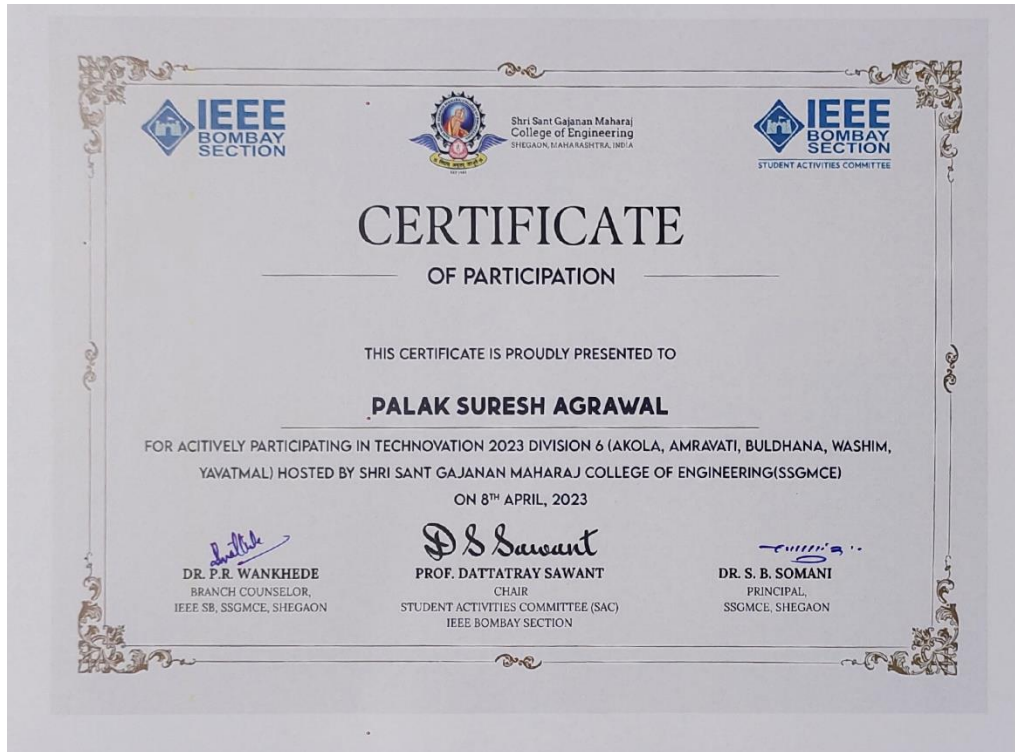 IEEE
BOMBAY
SECTION
Shri Sant Gajanan Maharaj
College of Engineering
SHEGAON, MAHARASHTRA, INDIA
IEEE
BOMBAY
SECTION
STUDENT ACTIVITIES COMMITTEE
CERTIFICATE
OF PARTICIPATION
THIS CERTIFICATE IS PROUDLY PRESENTED TO
PALAK SURESH AGRAWAL
FOR ACITIVELY PARTICIPATING IN TECHNOVATION 2023 DIVISION 6 (AKOLA, AMRAVATI, BULDHANA, WASHIM,
YAVATMAL) HOSTED BY SHRI SANT GAJANAN MAHARAJ COLLEGE OF ENGINEERING(SSGMCE)
ON 8TH APRIL, 2023
D S Sawant
DR. P.R. WANKHEDE
BRANCH COUNSELOR,
IEEE SB, SSGMCE, SHEGAON
PROF. DATTATRAY SAWANT
CHAIR
STUDENT ACTIVITIES COMMITTEE (SAC)
IEEE BOMBAY SECTION
DR. S. B. SOMANI
PRINCIPAL,
SSGMCE, SHEGAON